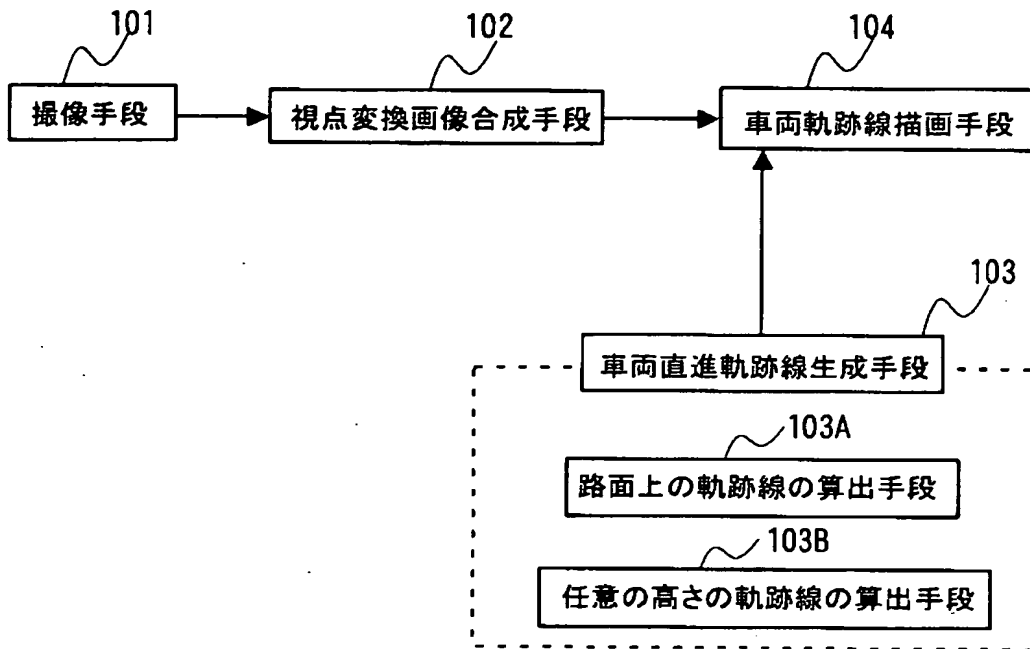 101
102
104
撮像手段
視点変換画像合成手段
車両軌跡線描画手段
103
車両直進軌跡線生成手段
103A
路面上の軌跡線の算出手段
103B
任意の高さの軌跡線の算出手段